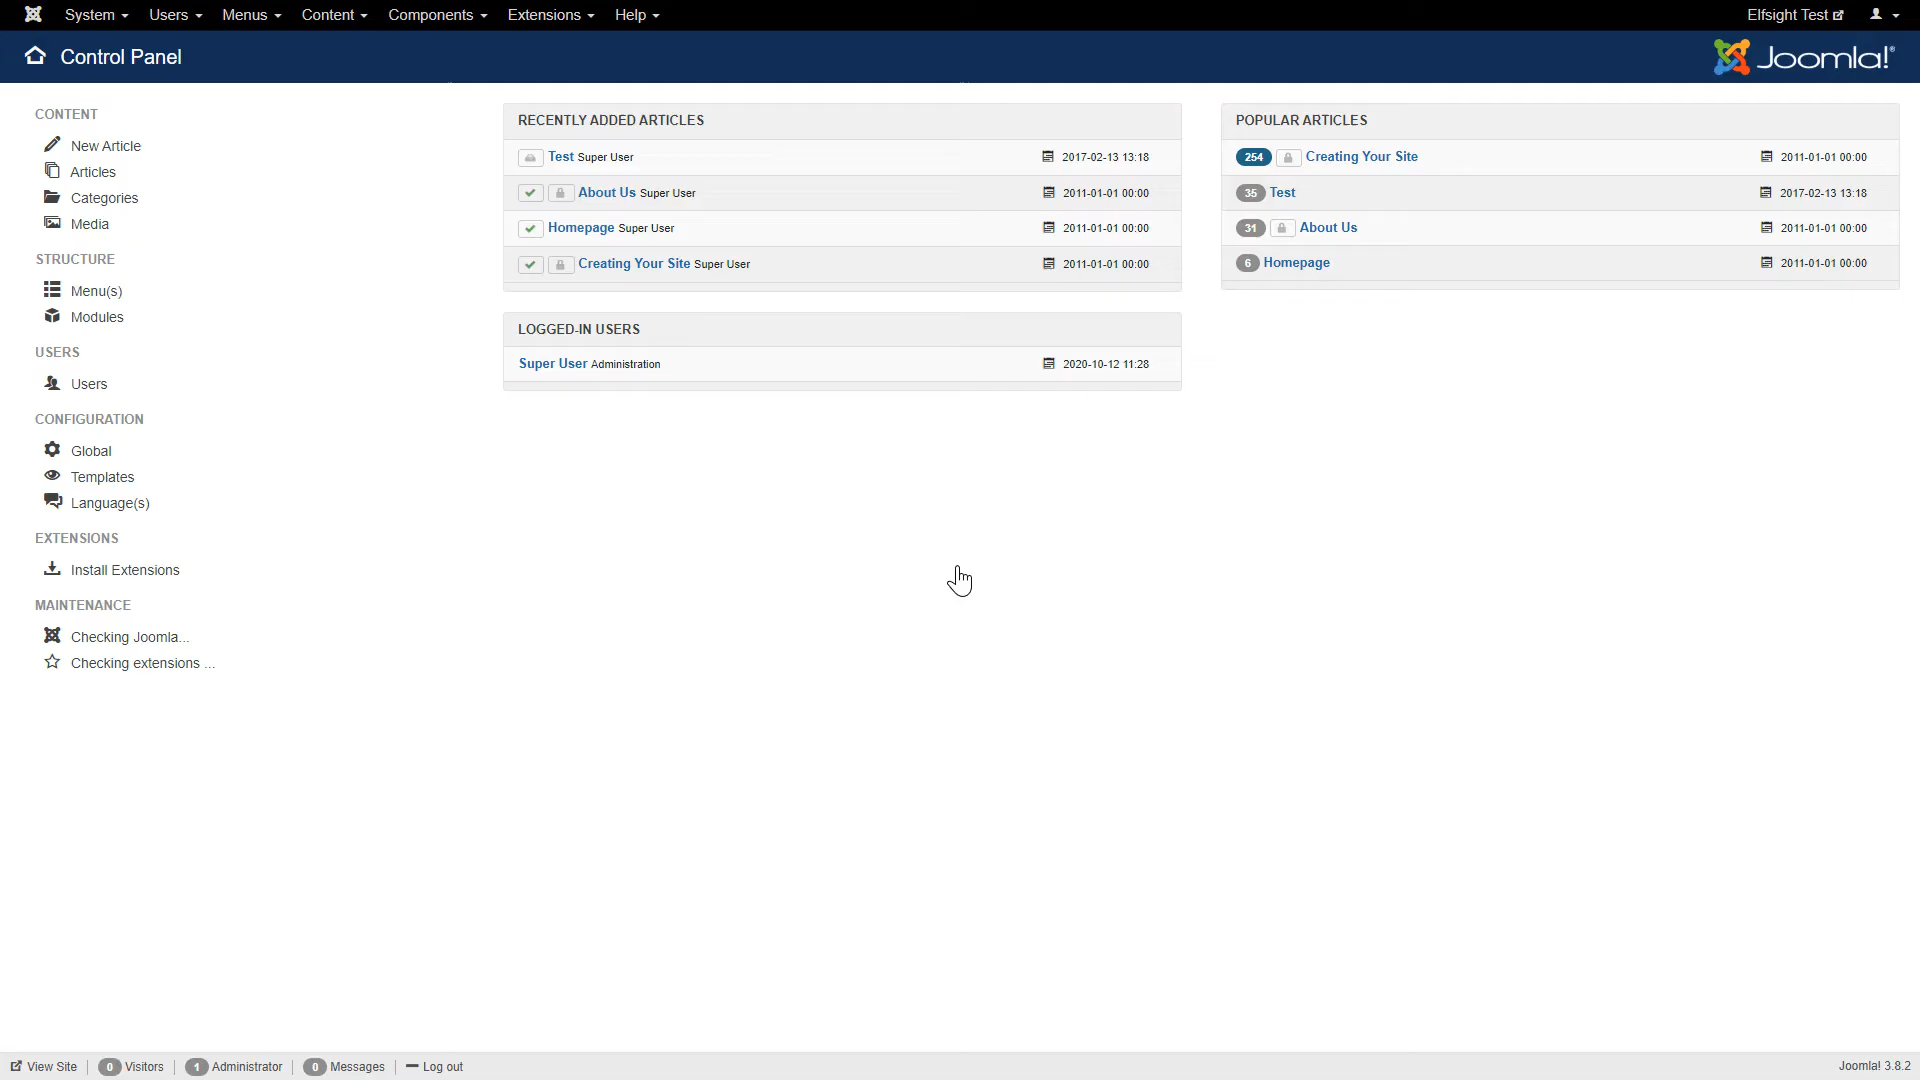 System Users Menus Content Components Extensions Help Elfsight Test
Control Panel Joomla!®
CONTENT
New Article
Articles
Categories
Media
STRUCTURE
Menu(s)
Modules
USERS
Users
CONFIGURATION
Global
Templates
Language(s)
EXTENSIONS
Install Extensions
MAINTENANCE
Checking Joomla...
Checking extensions ...
RECENTLY ADDED ARTICLES
Test Super User 2017-02-13 13:18
About Us Super User 2011-01-01 00:00
Homepage Super User 2011-01-01 00:00
Creating Your Site Super User 2011-01-01 00:00
LOGGED-IN USERS
Super User Administration 2020-10-12 11:28
POPULAR ARTICLES
254 Creating Your Site 2011-01-01 00:00
35 Test 2017-02-13 13:18
31 About Us 2011-01-01 00:00
6 Homepage 2011-01-01 00:00
View Site 0 Visitors 1 Administrator 0 Messages Log out Joomla! 3.8.2